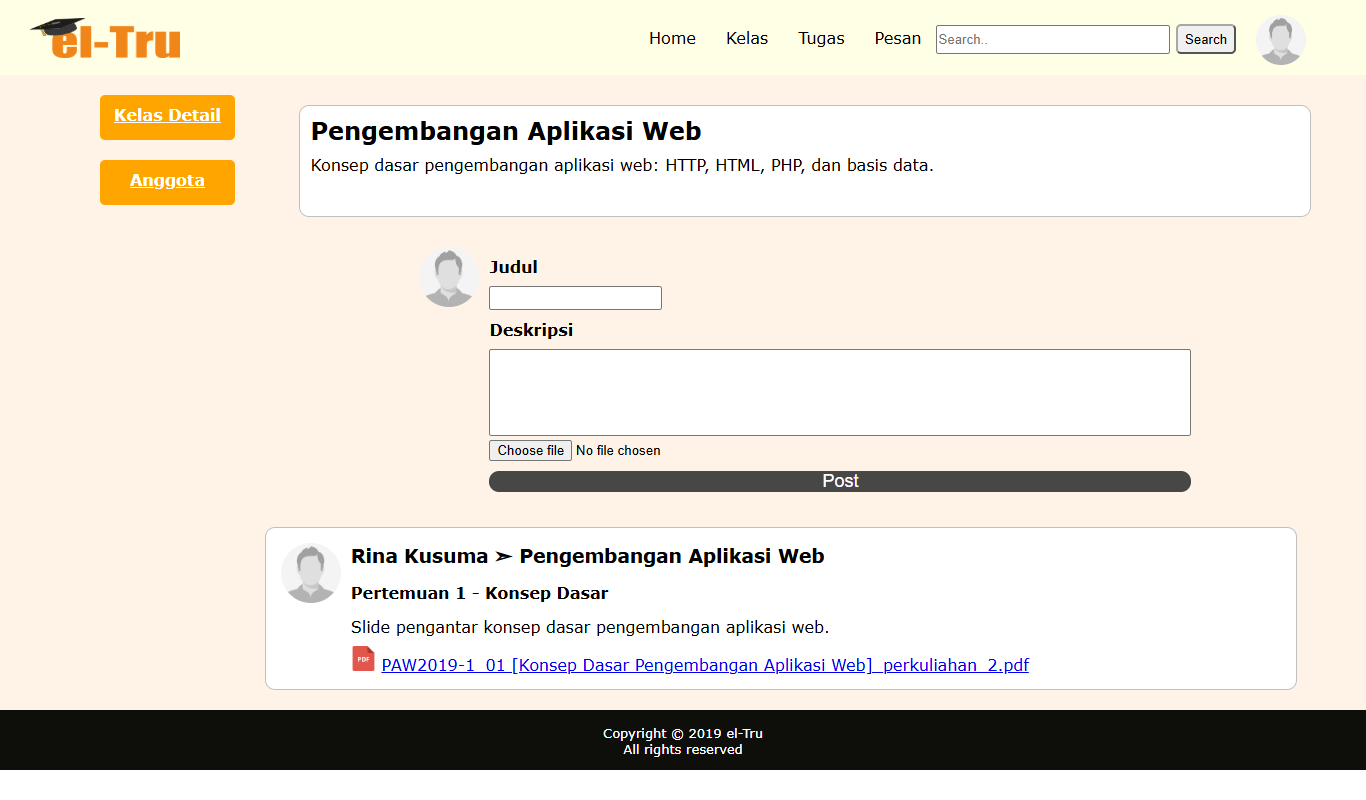 el-Tru
Home Kelas Tugas Pesan Search.. Search
Kelas Detail
Anggota
Pengembangan Aplikasi Web
Konsep dasar pengembangan aplikasi web: HTTP, HTML, PHP, dan basis data.
Judul
Deskripsi
Choose file No file chosen
Post
Rina Kusuma ➣ Pengembangan Aplikasi Web
Pertemuan 1 - Konsep Dasar
Slide pengantar konsep dasar pengembangan aplikasi web.
PDF PAW2019-1_01 [Konsep Dasar Pengembangan Aplikasi Web]_perkuliahan_2.pdf
Copyright © 2019 el-Tru
All rights reserved